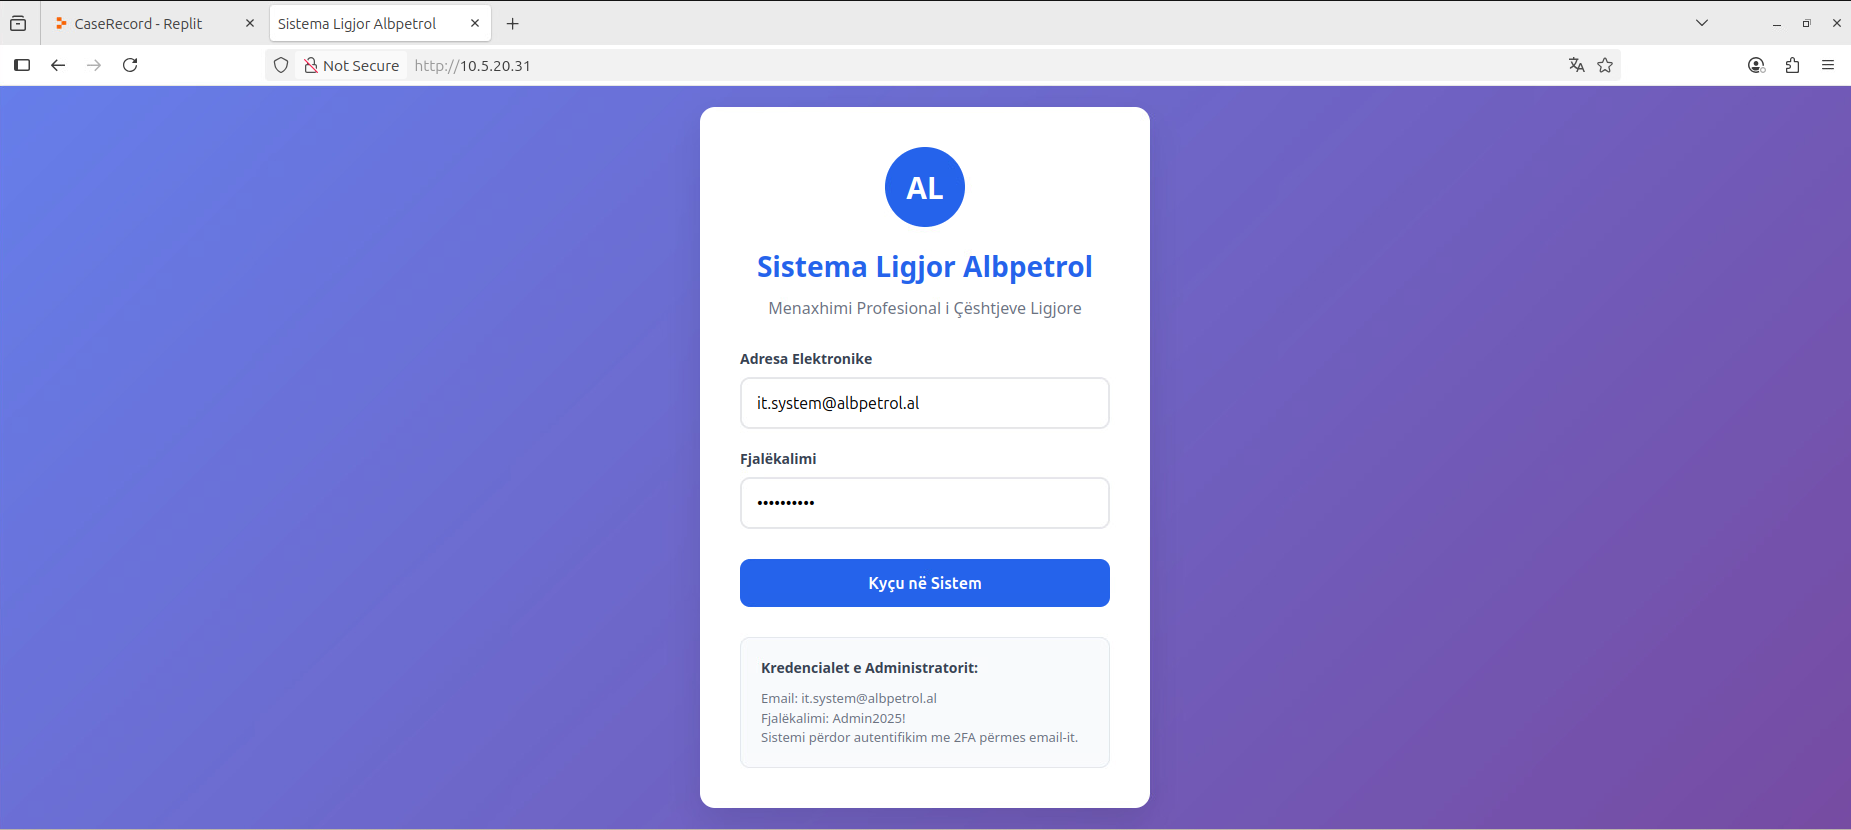 CaseRecord - Replit
Sistema Ligjor Albpetrol
Not Secure
http://10.5.20.31
AL
Sistema Ligjor Albpetrol
Menaxhimi Profesional i Çështjeve Ligjore
Adresa Elektronike
it.system@albpetrol.al
Fjalëkalimi
••••••••••
Kyçu në Sistem
Kredencialet e Administratorit:
Email: it.system@albpetrol.al
Fjalëkalimi: Admin2025!
Sistemi përdor autentifikim me 2FA përmes email-it.